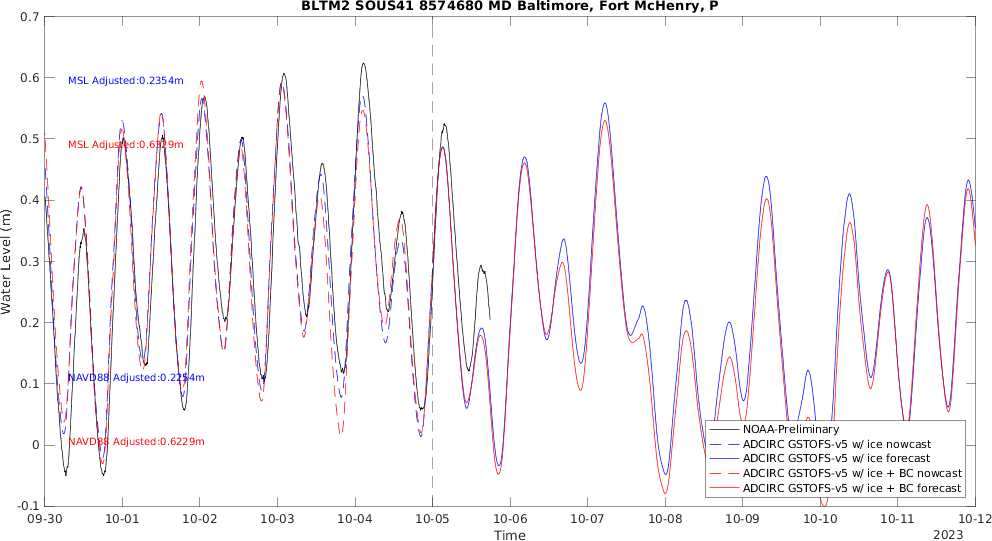 BLTM2 SOUS41 8574680 MD Baltimore, Fort McHenry, P
0.7
0.6
0.5
0.4
0.3
0.2
0.1
0
-0.1
Water Level (m)
MSL Adjusted:0.2354m
MSL Adjusted:0.6329m
NAVD88 Adjusted:0.2254m
NAVD88 Adjusted:0.6229m
NOAA-Preliminary
ADCIRC GSTOFS-v5 w/ ice nowcast
ADCIRC GSTOFS-v5 w/ ice forecast
ADCIRC GSTOFS-v5 w/ ice + BC nowcast
ADCIRC GSTOFS-v5 w/ ice + BC forecast
09-30 10-01 10-02 10-03 10-04 10-05 10-06 10-07 10-08 10-09 10-10 10-11 10-12
Time
2023